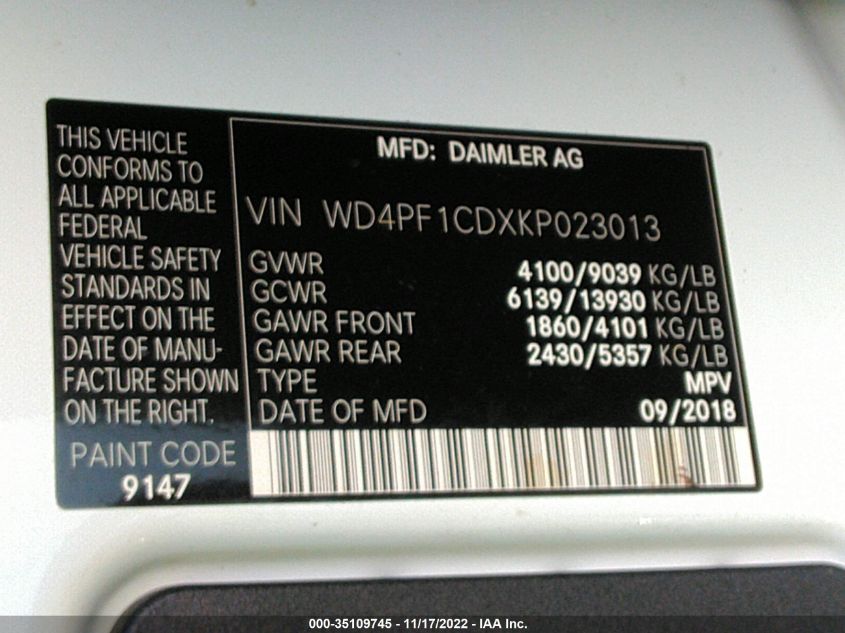 THIS VEHICLE
CONFORMS TO
ALL APPLICABLE
FEDERAL
VEHICLE SAFETY
STANDARDS IN
EFFECT ON THE
DATE OF MANU-
FACTURE SHOWN
ON THE RIGHT.
PAINT CODE
9147
MFD: DAIMLER AG
VIN WD4PF1CDXKP023013
GVWR 4100/9039 KG/LB
GCWR 6139/13930 KG/LB
GAWR FRONT 1860/4101 KG/LB
GAWR REAR 2430/5357 KG/LB
TYPE MPV
DATE OF MFD 09/2018
000-35109745 - 11/17/2022 - IAA Inc.